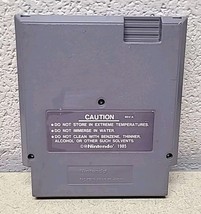 CAUTION REV-A
● DO NOT STORE IN EXTREME TEMPERATURES
● DO NOT IMMERSE IN WATER
● DO NOT CLEAN WITH BENZENE, THINNER,
ALCOHOL OR OTHER SUCH SOLVENTS
©Nintendo® 1985